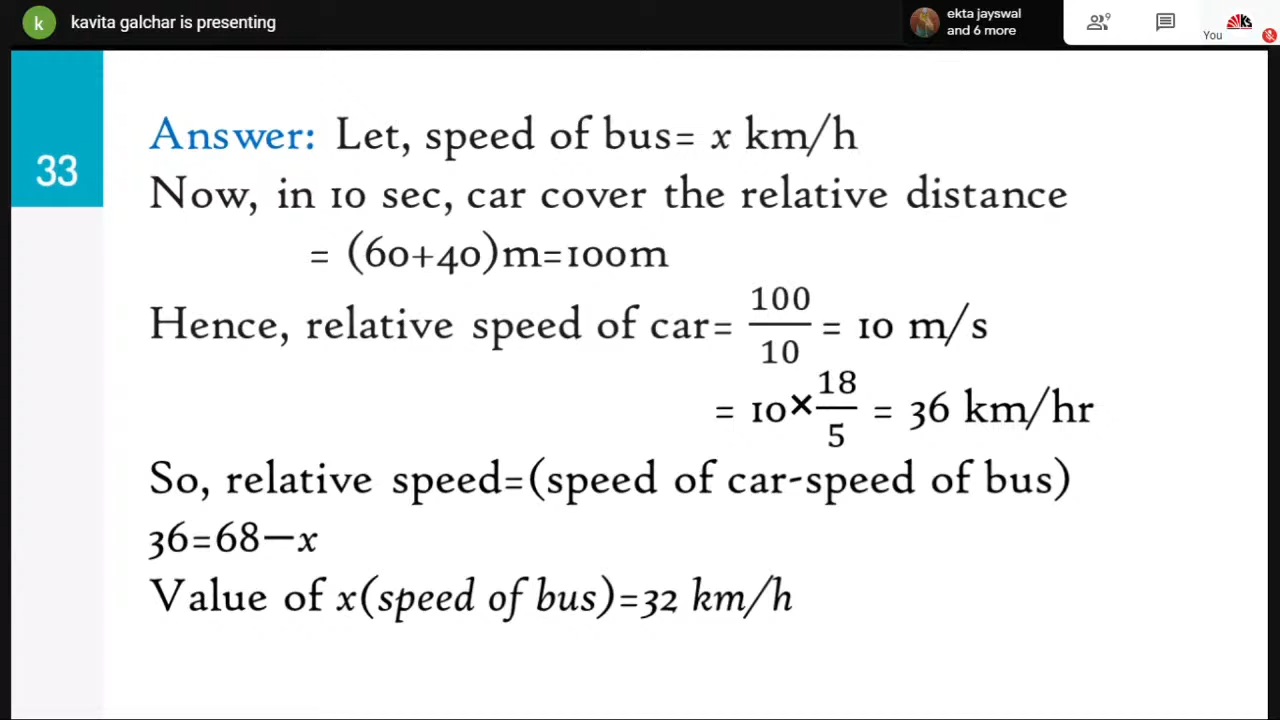 k kavita galchar is presenting
ekta jayswal
and 6 more
9
ks
You
33
Answer: Let, speed of bus= x km/h
Now, in 10 sec, car cover the relative distance
= (60+40)m=100m
Hence, relative speed of car= 100/10 = 10 m/s
= 10×18/5 = 36 km/hr
So, relative speed=(speed of car-speed of bus)
36=68−x
Value of x(speed of bus)=32 km/h